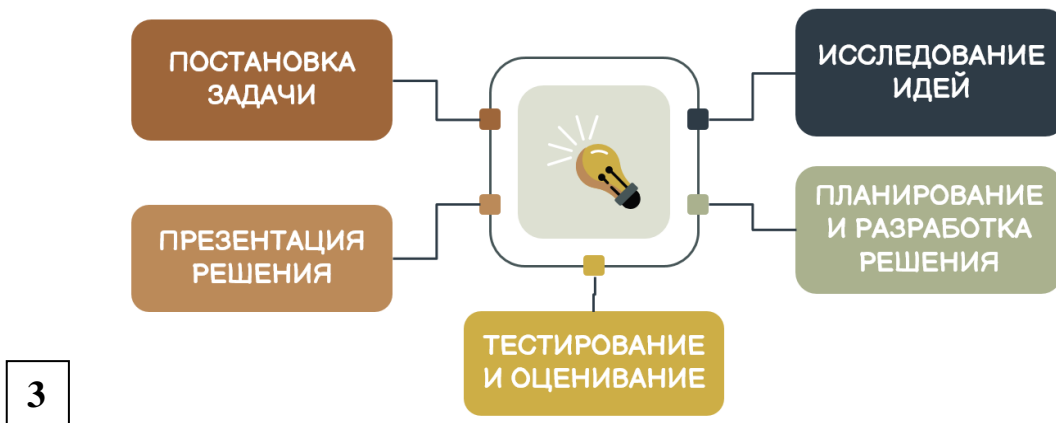 ПОСТАНОВКА
ЗАДАЧИ
ИССЛЕДОВАНИЕ
ИДЕЙ
ПЛАНИРОВАНИЕ
И РАЗРАБОТКА
РЕШЕНИЯ
ТЕСТИРОВАНИЕ
И ОЦЕНИВАНИЕ
ПРЕЗЕНТАЦИЯ
РЕШЕНИЯ
3